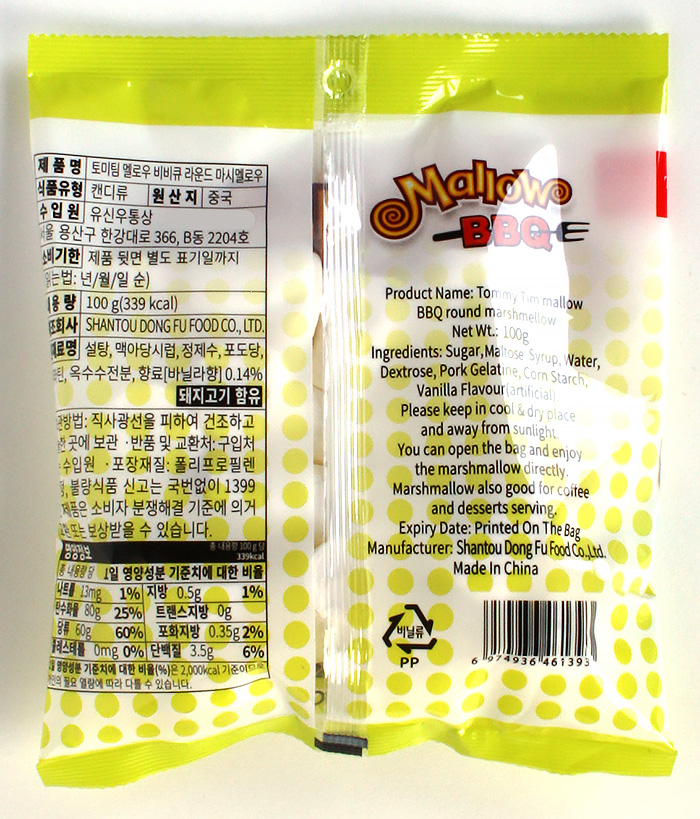 제 품 명 토미팀 멜로우 비비큐 라운드 마시멜로우
식품유형 캔디류 원 산 지 중국
수 입 원 유신우통상
서울 용산구 한강대로 366, B동 2204호
소비기한 제품 뒷면 별도 표기일까지
읽는법: 년/월/일 순)
내용 량 100 g(339 kcal)
제조회사 SHANTOU DONG FU FOOD CO., LTD.
원재료명 설탕, 맥아당시럽, 정제수, 포도당,
젤라틴, 옥수수전분, 향료[바닐라향] 0.14%
돼지고기 함유
보관방법: 직사광선을 피하여 건조하고
서늘한 곳에 보관 ·반품 및 교환처: 구입처
및 수입원 ·포장재질: 폴리프로필렌
불량식품 신고는 국번없이 1399
제품은 소비자 분쟁해결 기준에 의거
교환 또는 보상받을 수 있습니다.
영양정보 총 내용량 100 g 당
339kcal
총 내용량 당 1일 영양성분 기준치에 대한 비율
나트륨 13mg 1% 지방 0.5g 1%
탄수화물 80g 25% 트랜스지방 0g
당류 60g 60% 포화지방 0.35g 2%
콜레스테롤 0mg 0% 단백질 3.5g 6%
1일 영양성분 기준치에 대한 비율(%)은 2,000kcal 기준이므로
개인의 필요 열량에 따라 다를 수 있습니다.
Mallow
BBQ
Product Name: Tommy Tim mallow
BBQ round marshmellow
Net Wt.: 100g
Ingredients: Sugar,Maltose Syrup, Water,
Dextrose, Pork Gelatine, Corn Starch,
Vanilla Flavour(artificial)
Please keep in cool & dry place
and away from sunlight.
You can open the bag and enjoy
the marshmallow directly.
Marshmallow also good for coffee
and desserts serving.
Expiry Date: Printed On The Bag
Manufacturer: Shantou Dong Fu Food Co.,Ltd.
Made In China
비닐류
PP
6 974936 461393